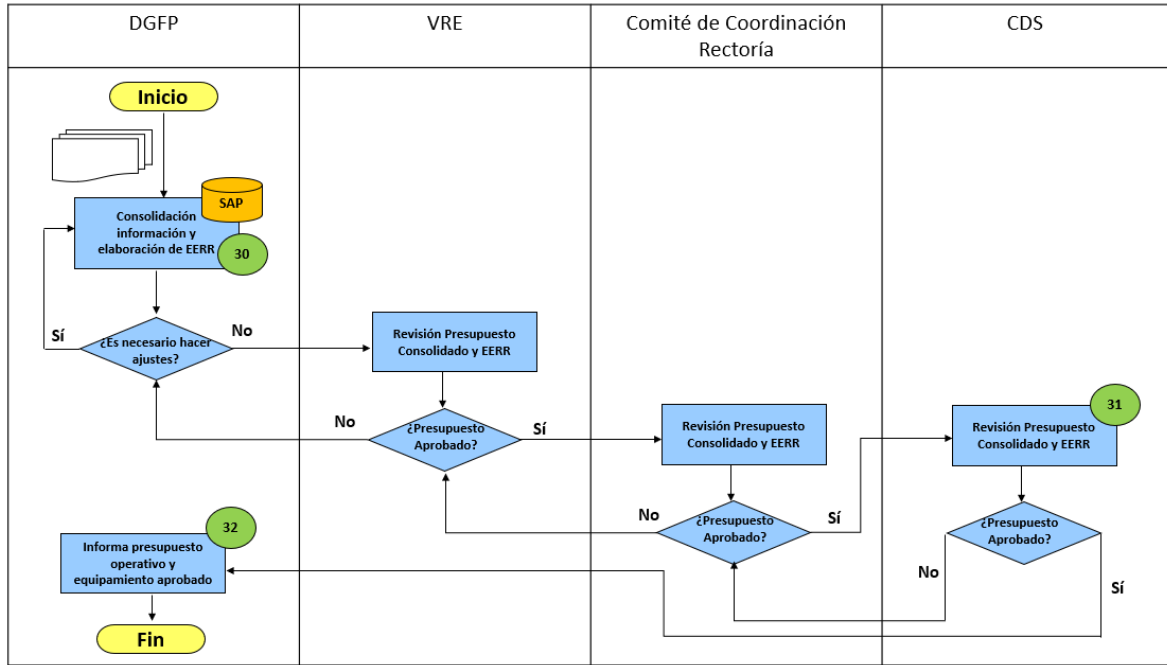 DGFP
VRE
Comité de Coordinación
Rectoría
CDS
Inicio
SAP
Consolidación
información y
elaboración de EERR
30
Sí
¿Es necesario hacer
ajustes?
No
Revisión Presupuesto
Consolidado y EERR
No
¿Presupuesto
Aprobado?
Sí
Revisión Presupuesto
Consolidado y EERR
No
¿Presupuesto
Aprobado?
Sí
31
Revisión Presupuesto
Consolidado y EERR
¿Presupuesto
Aprobado?
No
Sí
32
Informa presupuesto
operativo y
equipamiento aprobado
Fin